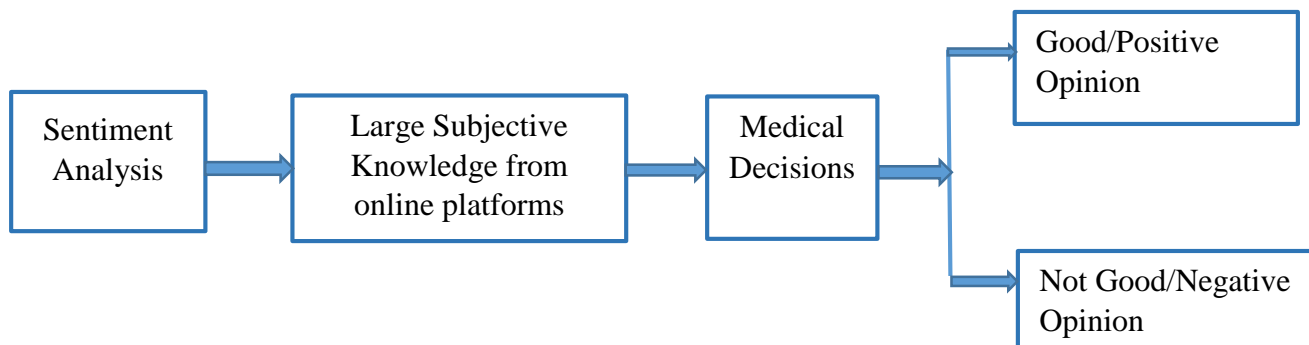 Sentiment
Analysis
Large Subjective
Knowledge from
online platforms
Medical
Decisions
Good/Positive
Opinion
Not Good/Negative
Opinion